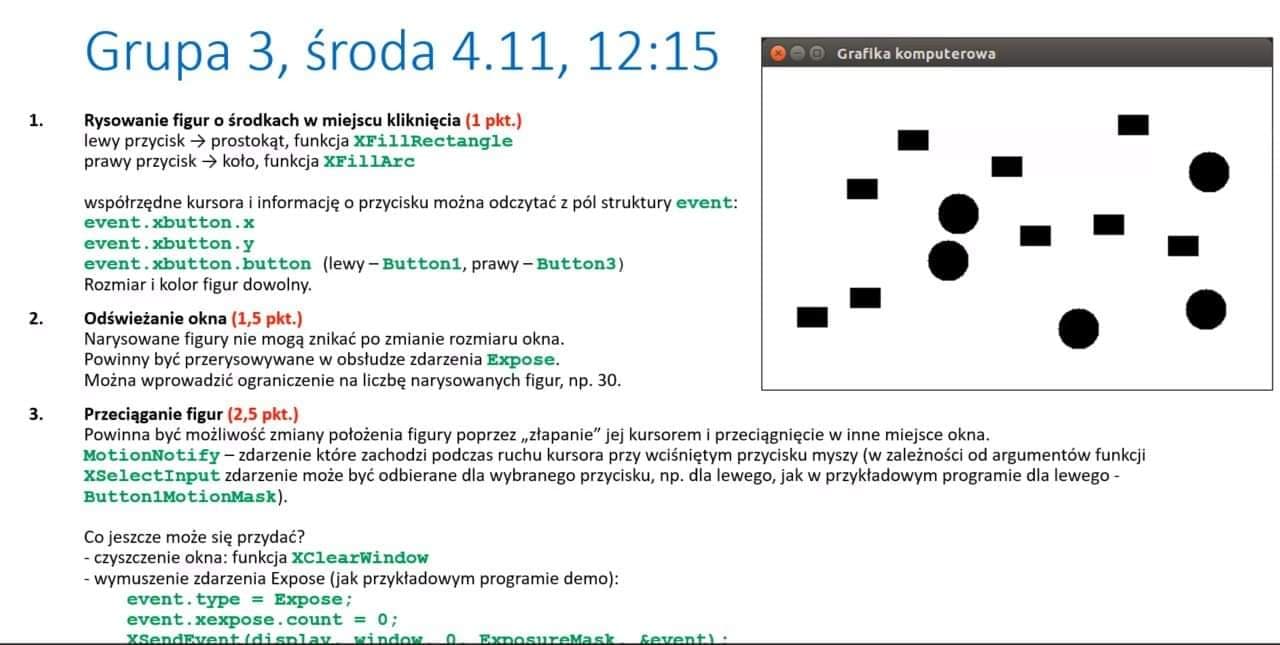 Grupa 3, środa 4.11, 12:15
Grafika komputerowa
1. Rysowanie figur o środkach w miejscu kliknięcia (1 pkt.)
lewy przycisk → prostokąt, funkcja XFillRectangle
prawy przycisk → koło, funkcja XFillArc
współrzędne kursora i informację o przycisku można odczytać z pól struktury event:
event.xbutton.x
event.xbutton.y
event.xbutton.button (lewy – Button1, prawy – Button3)
Rozmiar i kolor figur dowolny.
2. Odświeżanie okna (1,5 pkt.)
Narysowane figury nie mogą znikać po zmianie rozmiaru okna.
Powinny być przerysowywane w obsłudze zdarzenia Expose.
Można wprowadzić ograniczenie na liczbę narysowanych figur, np. 30.
3. Przeciąganie figur (2,5 pkt.)
Powinna być możliwość zmiany położenia figury poprzez „złapanie” jej kursorem i przeciągnięcie w inne miejsce okna.
MotionNotify – zdarzenie które zachodzi podczas ruchu kursora przy wciśniętym przycisku myszy (w zależności od argumentów funkcji
XSelectInput zdarzenie może być odbierane dla wybranego przycisku, np. dla lewego, jak w przykładowym programie dla lewego -
Button1MotionMask).
Co jeszcze może się przydać?
- czyszczenie okna: funkcja XClearWindow
- wymuszenie zdarzenia Expose (jak przykładowym programie demo):
event.type = Expose;
event.xexpose.count = 0;
XSendEvent(display, window, 0, ExposureMask, &event);